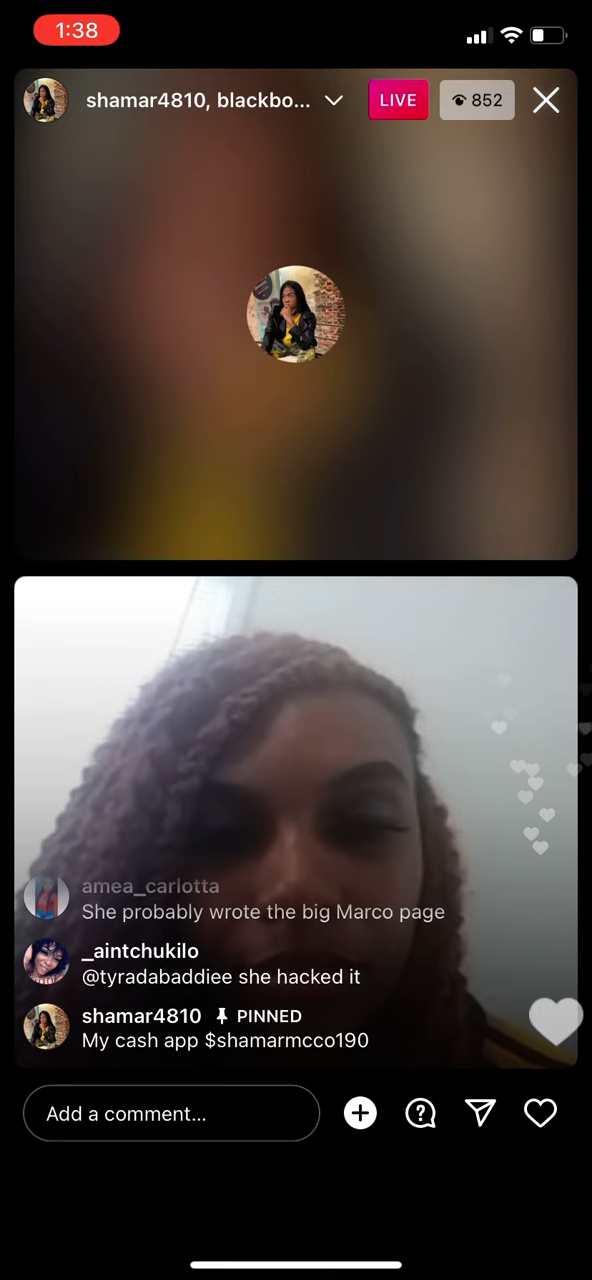 1:38
shamar4810, blackbo...
LIVE
852
amea_carlotta
She probably wrote the big Marco page
_aintchukilo
@tyradabaddiee she hacked it
shamar4810 PINNED
My cash app $shamarmcco190
Add a comment...